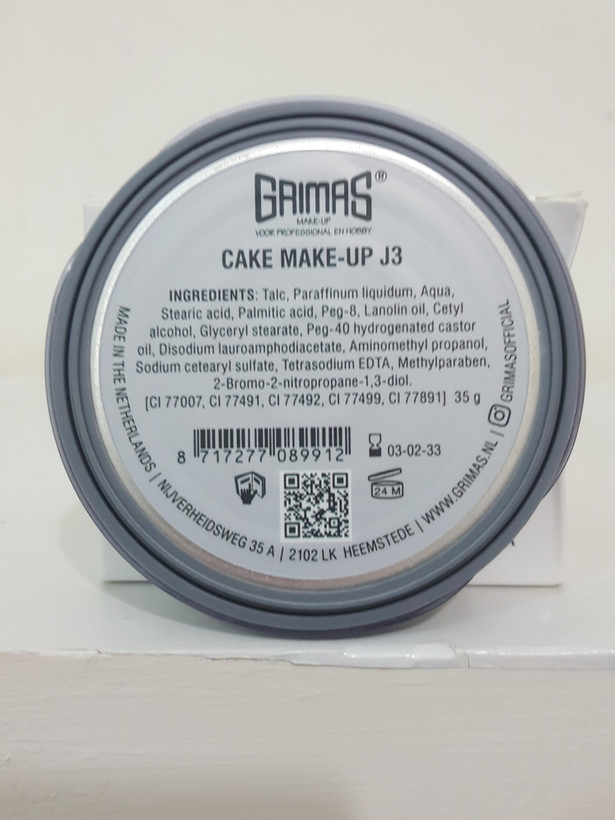 GRIMAS®
MAKE-UP
VOOR PROFESSIONAL EN HOBBY
CAKE MAKE-UP J3
INGREDIENTS: Talc, Paraffinum liquidum, Aqua,
Stearic acid, Palmitic acid, Peg-8, Lanolin oil, Cetyl
alcohol, Glyceryl stearate, Peg-40 hydrogenated castor
oil, Disodium lauroamphodiacetate, Aminomethyl propanol,
Sodium cetearyl sulfate, Tetrasodium EDTA, Methylparaben,
2-Bromo-2-nitropropane-1,3-diol.
[CI 77007, CI 77491, CI 77492, CI 77499, CI 77891] 35 g
8 717277 089912
03-02-33
24 M
MADE IN THE NETHERLANDS | NIJVERHEIDSWEG 35 A | 2102 LK HEEMSTEDE | WWW.GRIMAS.NL | GRIMASOFFICIAL